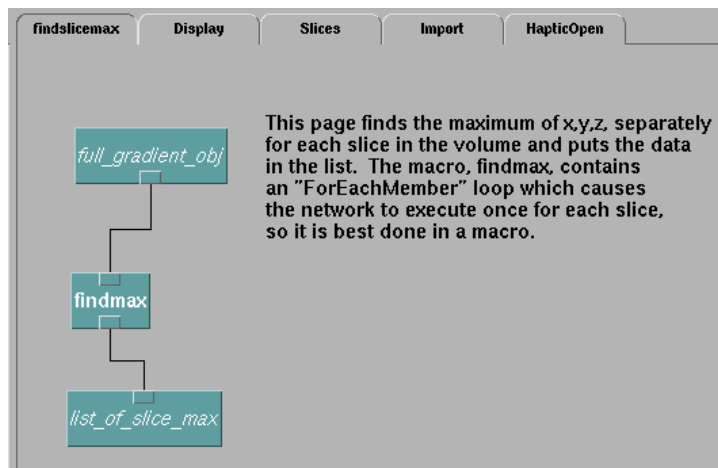 findslicemax Display Slices Import HapticOpen
This page finds the maximum of x,y,z, separately
for each slice in the volume and puts the data
in the list. The macro, findmax, contains
an "ForEachMember" loop which causes
the network to execute once for each slice,
so it is best done in a macro.
full_gradient_obj
findmax
list_of_slice_max